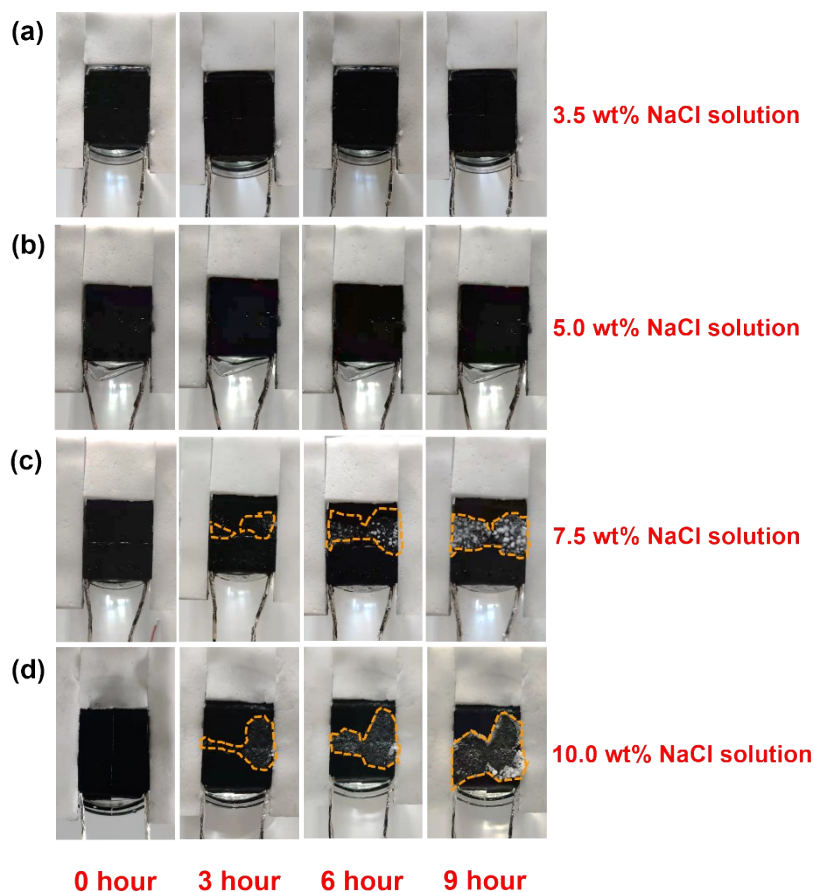 (a)
3.5 wt% NaCl solution
(b)
5.0 wt% NaCl solution
(c)
7.5 wt% NaCl solution
(d)
10.0 wt% NaCl solution
0 hour 3 hour 6 hour 9 hour